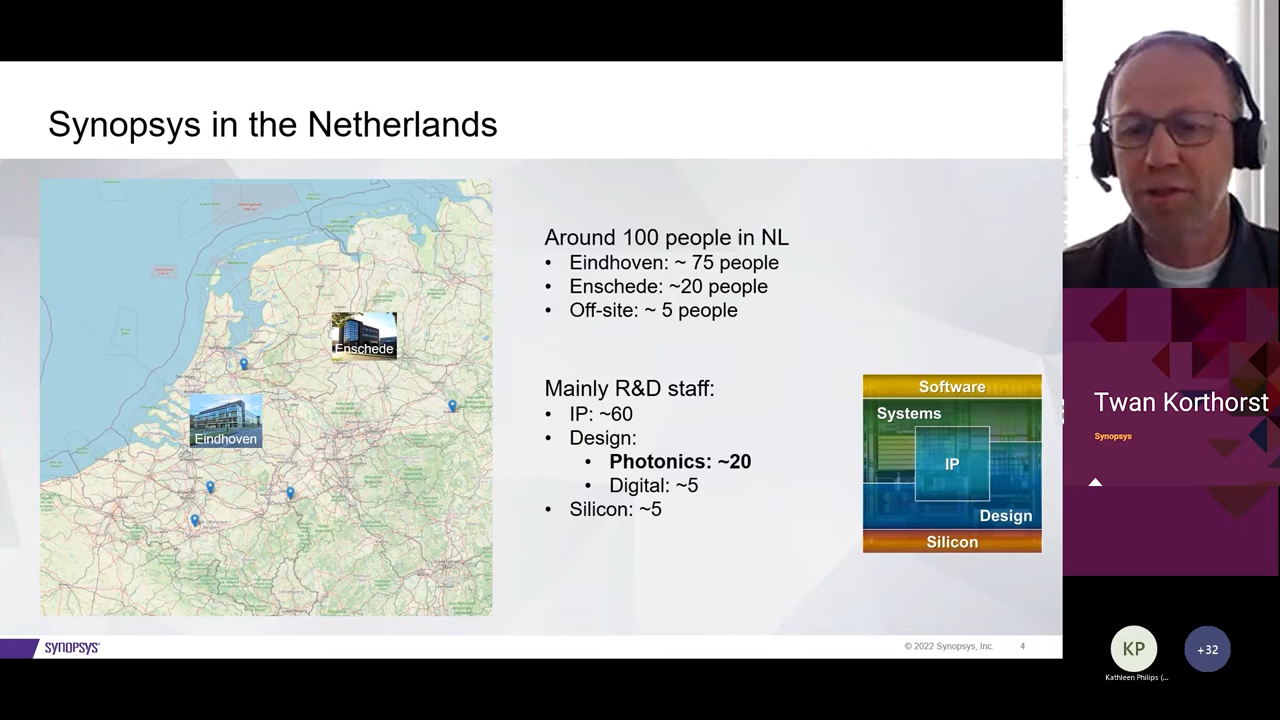 Synopsys in the Netherlands
Enschede
Eindhoven
Around 100 people in NL
• Eindhoven: ~ 75 people
• Enschede: ~20 people
• Off-site: ~ 5 people
Mainly R&D staff:
• IP: ~60
• Design:
• Photonics: ~20
• Digital: ~5
• Silicon: ~5
Software
Systems
IP
Design
Silicon
SYNOPSYS®
© 2022 Synopsys, Inc.
4
Twan Korthorst
Synopsys
KP
+32
Kathleen Philips (...